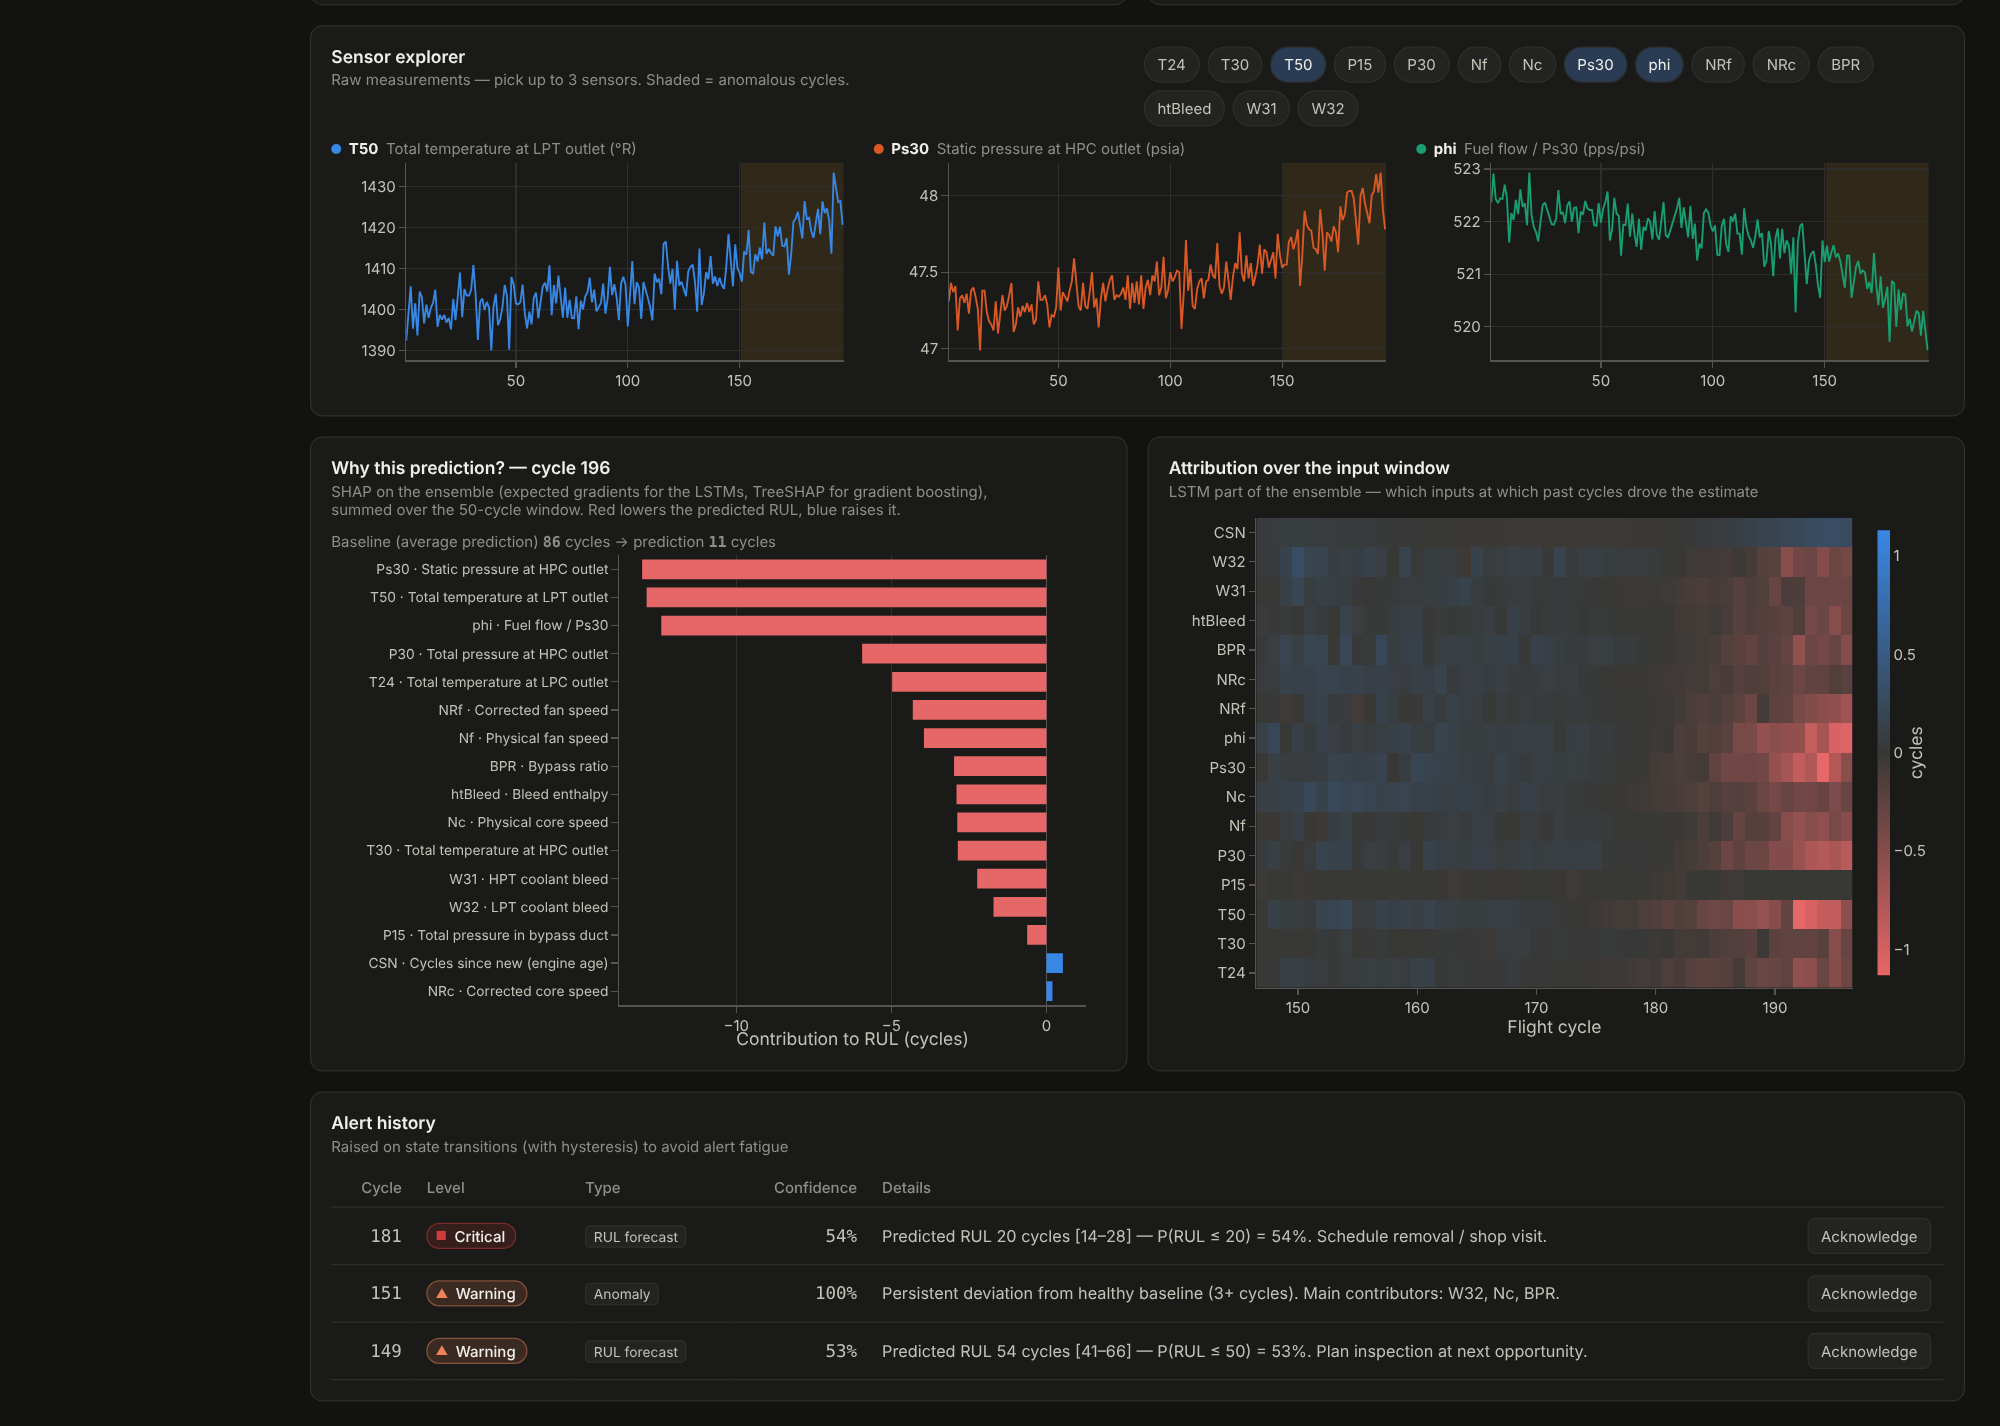 Sensor explorer
Raw measurements — pick up to 3 sensors. Shaded = anomalous cycles.
T24 T30 T50 P15 P30 Nf Nc Ps30 phi NRf NRc BPR
htBleed W31 W32
T50 Total temperature at LPT outlet (°R)
1430
1420
1410
1400
1390
50 100 150
Ps30 Static pressure at HPC outlet (psia)
48
47.5
47
50 100 150
phi Fuel flow / Ps30 (pps/psi)
523
522
521
520
50 100 150
Why this prediction? — cycle 196
SHAP on the ensemble (expected gradients for the LSTMs, TreeSHAP for gradient boosting),
summed over the 50-cycle window. Red lowers the predicted RUL, blue raises it.
Baseline (average prediction) 86 cycles → prediction 11 cycles
Ps30 · Static pressure at HPC outlet
T50 · Total temperature at LPT outlet
phi · Fuel flow / Ps30
P30 · Total pressure at HPC outlet
T24 · Total temperature at LPC outlet
NRf · Corrected fan speed
Nf · Physical fan speed
BPR · Bypass ratio
htBleed · Bleed enthalpy
Nc · Physical core speed
T30 · Total temperature at HPC outlet
W31 · HPT coolant bleed
W32 · LPT coolant bleed
P15 · Total pressure in bypass duct
CSN · Cycles since new (engine age)
NRc · Corrected core speed
−10 −5 0
Contribution to RUL (cycles)
Attribution over the input window
LSTM part of the ensemble — which inputs at which past cycles drove the estimate
CSN
W32
W31
htBleed
BPR
NRc
NRf
phi
Ps30
Nc
Nf
P30
P15
T50
T30
T24
150 160 170 180 190
Flight cycle
1
0.5
0
−0.5
−1
cycles
Alert history
Raised on state transitions (with hysteresis) to avoid alert fatigue
Cycle Level Type Confidence Details
181 Critical RUL forecast 54% Predicted RUL 20 cycles [14–28] — P(RUL ≤ 20) = 54%. Schedule removal / shop visit. Acknowledge
151 Warning Anomaly 100% Persistent deviation from healthy baseline (3+ cycles). Main contributors: W32, Nc, BPR. Acknowledge
149 Warning RUL forecast 53% Predicted RUL 54 cycles [41–66] — P(RUL ≤ 50) = 53%. Plan inspection at next opportunity. Acknowledge